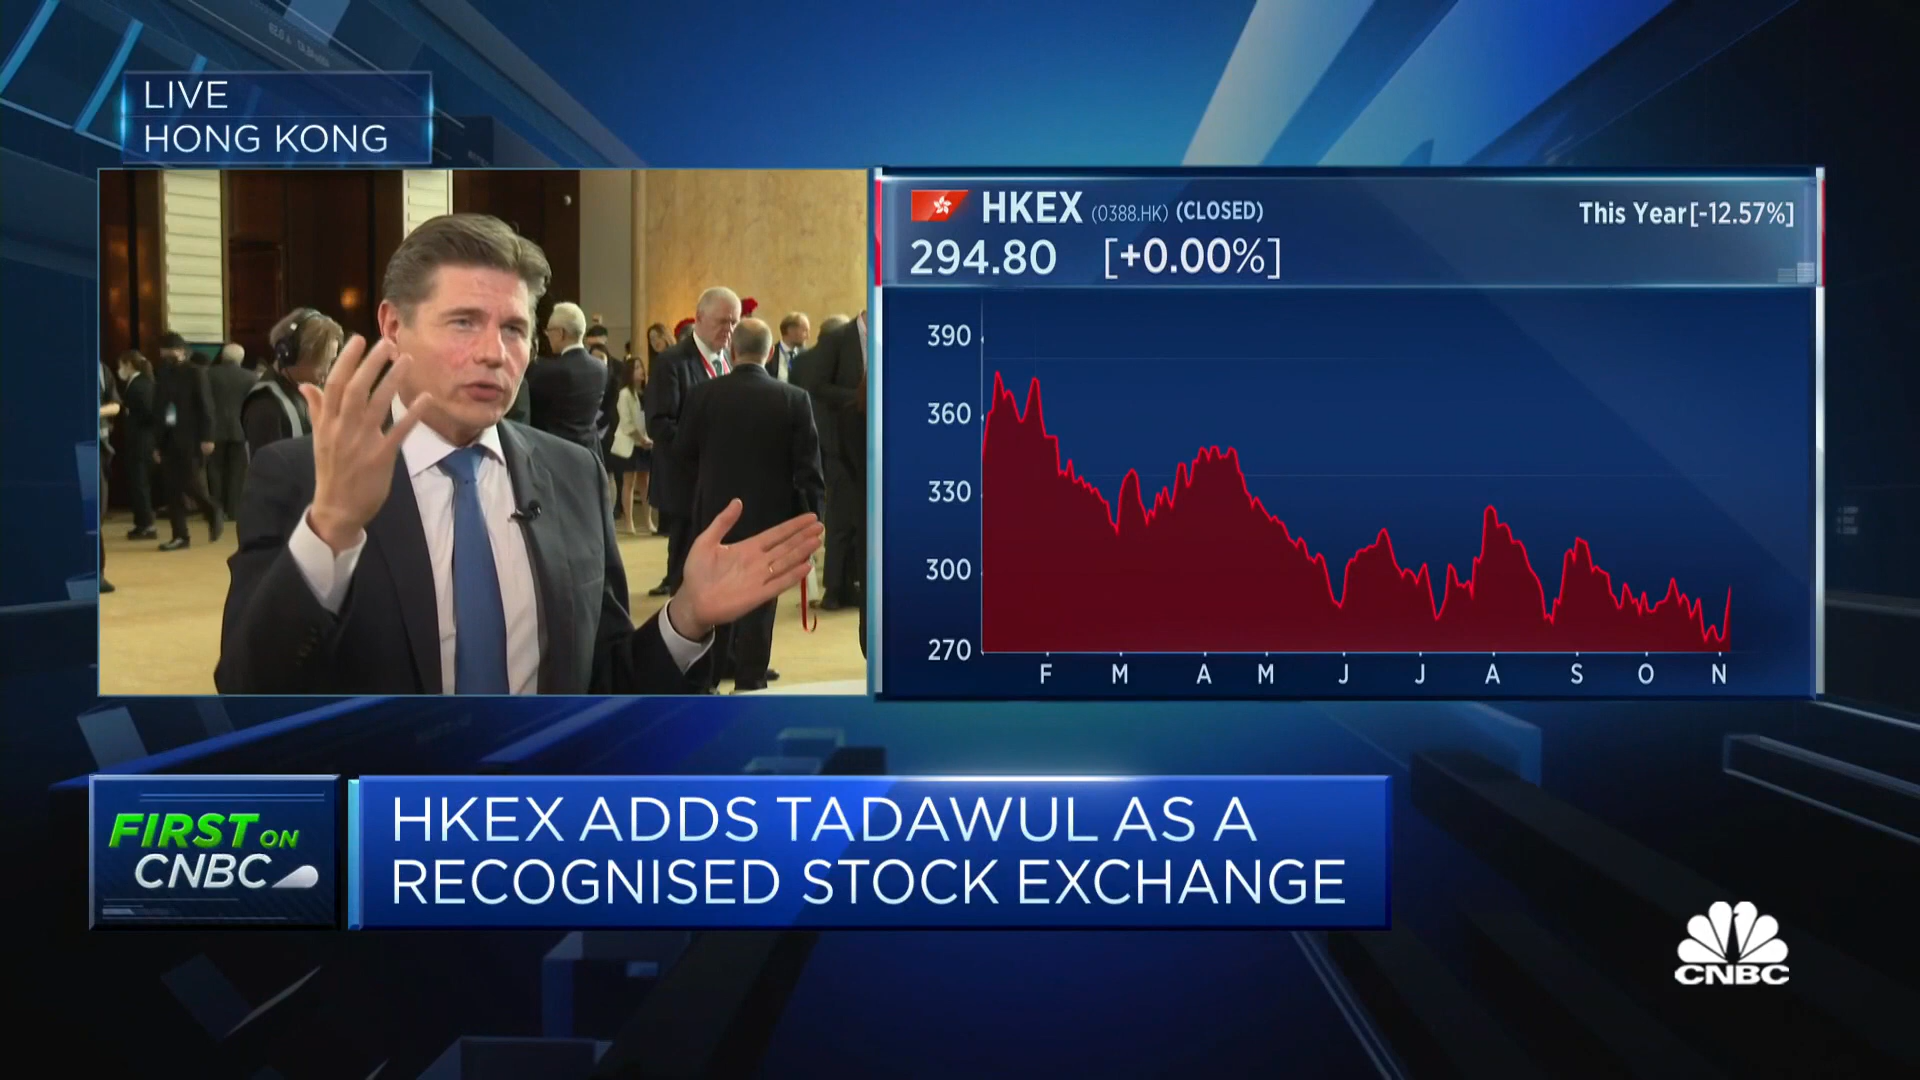 LIVE
HONG KONG
HKEX (0388.HK) (CLOSED)
This Year[-12.57%]
294.80 [+0.00%]
390
360
330
300
270
F M A M J J A S O N
FIRST ON
CNBC
HKEX ADDS TADAWUL AS A
RECOGNISED STOCK EXCHANGE
CNBC